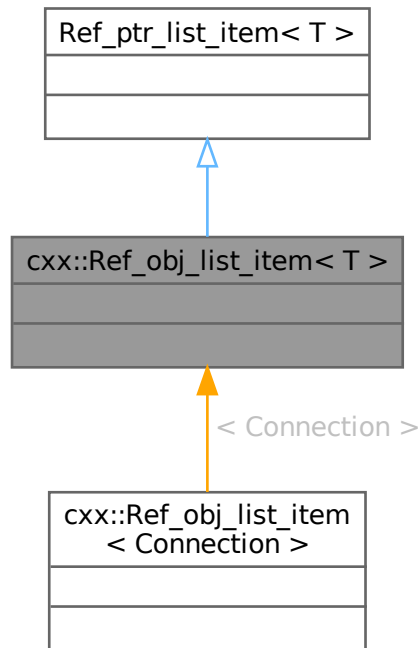 Ref_ptr_list_item< T >
cxx::Ref_obj_list_item< T >
< Connection >
cxx::Ref_obj_list_item
< Connection >